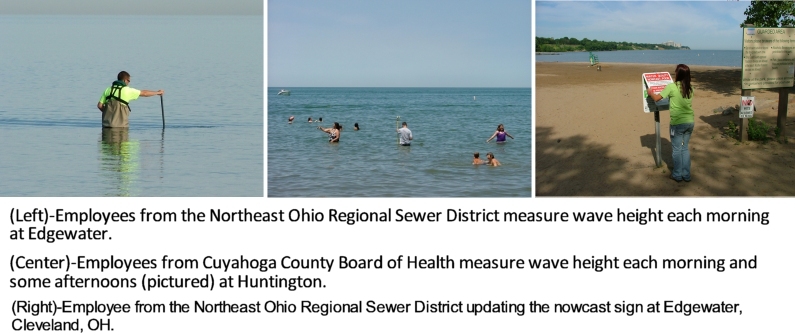 (Left)-Employees from the Northeast Ohio Regional Sewer District measure wave height each morning
at Edgewater.
(Center)-Employees from Cuyahoga County Board of Health measure wave height each morning and
some afternoons (pictured) at Huntington.
(Right)-Employee from the Northeast Ohio Regional Sewer District updating the nowcast sign at Edgewater,
Cleveland, OH.